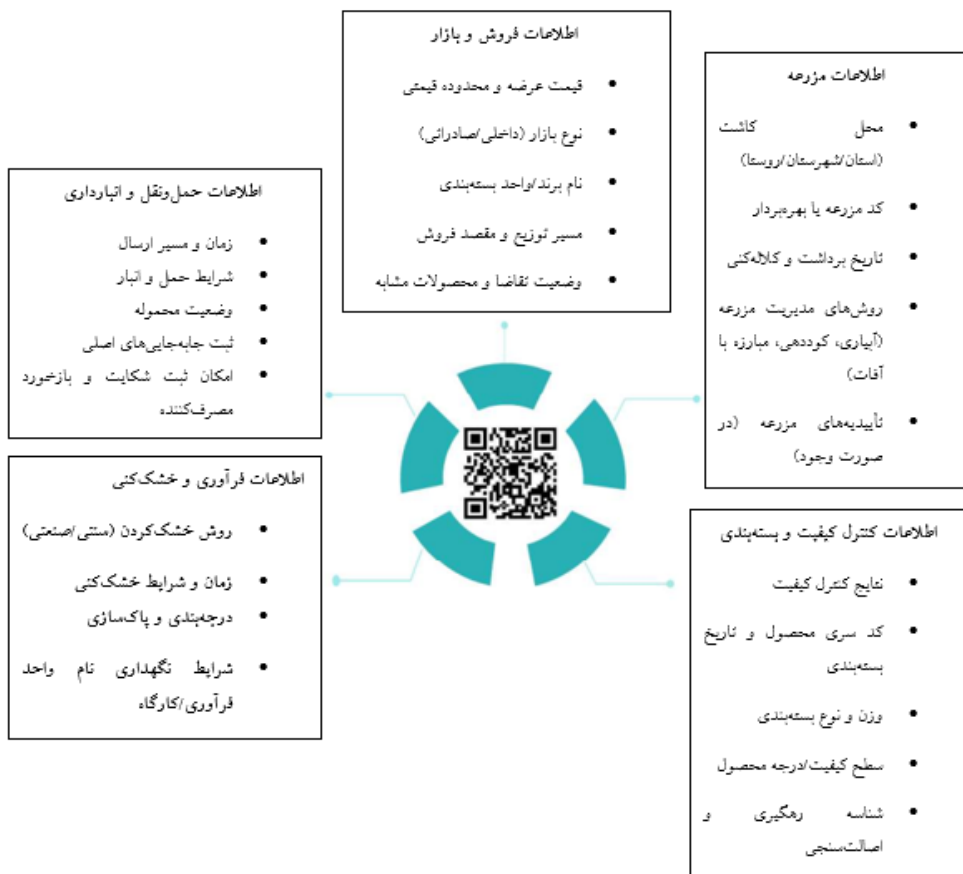 اطلاعات فروش و بازار
قیمت عرضه و محدوده قیمتی
نوع بازار (داخلی/صادراتی)
نام برند/واحد بسته‌بندی
مسیر توزیع و مقصد فروش
وضعیت تقاضا و محصولات مشابه
اطلاعات مزرعه
محل کاشت
(استان/شهرستان/روستا)
کد مزرعه یا بهره‌بردار
تاریخ برداشت و کلاله‌کنی
روش‌های مدیریت مزرعه
(آبیاری، کوددهی، مبارزه با
آفات)
تأییدیه‌های مزرعه (در
صورت وجود)
اطلاعات حمل‌ونقل و انبارداری
زمان و مسیر ارسال
شرایط حمل و انبار
وضعیت محموله
ثبت جابه‌جایی‌های اصلی
امکان ثبت شکایت و بازخورد
مصرف‌کننده
اطلاعات فرآوری و خشک‌کنی
روش خشک‌کردن (سنتی/صنعتی)
زمان و شرایط خشک‌کنی
درجه‌بندی و پاک‌سازی
شرایط نگهداری نام واحد
فرآوری/کارگاه
اطلاعات کنترل کیفیت و بسته‌بندی
نتایج کنترل کیفیت
کد سری محصول و تاریخ
بسته‌بندی
وزن و نوع بسته‌بندی
سطح کیفیت/درجه محصول
شناسه رهگیری و
اصالت‌سنجی